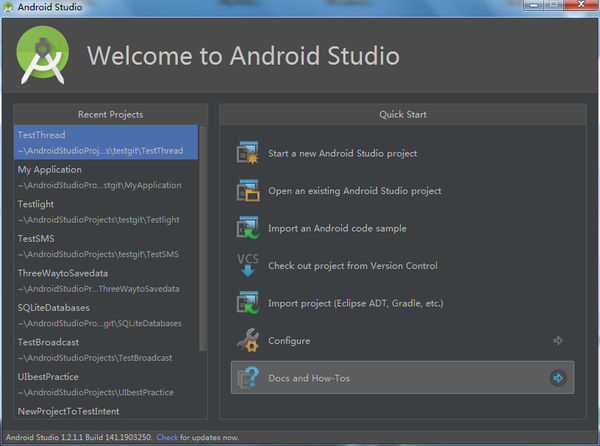 Android Studio
Welcome to Android Studio
Recent Projects
TestThread
~\AndroidStudioProj...s\testgit\TestThread
My Application
~\AndroidStudioPro...stgit\MyApplication
Testlight
~\AndroidStudioProjects\testgit\Testlight
TestSMS
~\AndroidStudioProjects\testgit\TestSMS
ThreeWaytoSavedata
~\AndroidStudioPr...ThreeWaytoSavedata
SQLiteDatabases
~\AndroidStudioProj...git\SQLiteDatabases
TestBroadcast
~\AndroidStudioProjects\TestBroadcast
UIbestPractice
~\AndroidStudioProjects\UIbestPractice
NewProjectToTestIntent
Quick Start
Start a new Android Studio project
Open an existing Android Studio project
Import an Android code sample
VCS
Check out project from Version Control
Import project (Eclipse ADT, Gradle, etc.)
Configure
Docs and How-Tos
Android Studio 1.2.1.1 Build 141.1903250. Check for updates now.